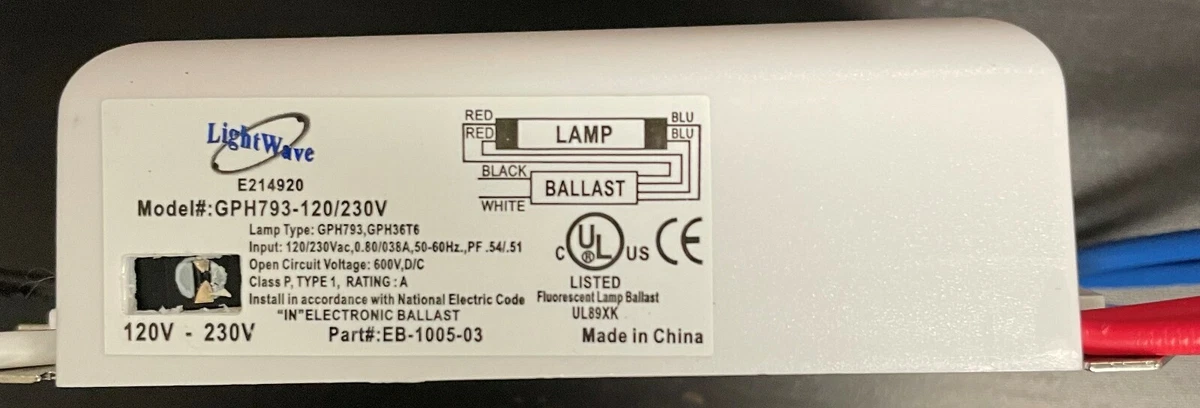 LightWave
E214920
Model#:GPH793-120/230V
Lamp Type: GPH793,GPH36T6
Input: 120/230Vac,0.80/038A,50-60Hz.,PF .54/.51
Open Circuit Voltage: 600V,D/C
Class P, TYPE 1, RATING : A
Install in accordance with National Electric Code
"IN"ELECTRONIC BALLAST
120V - 230V
Part#:EB-1005-03
RED
BLU
RED
LAMP
BLU
BLACK
BALLAST
WHITE
C UL ® US CE
LISTED
Fluorescent Lamp Ballast
UL89XK
Made in China